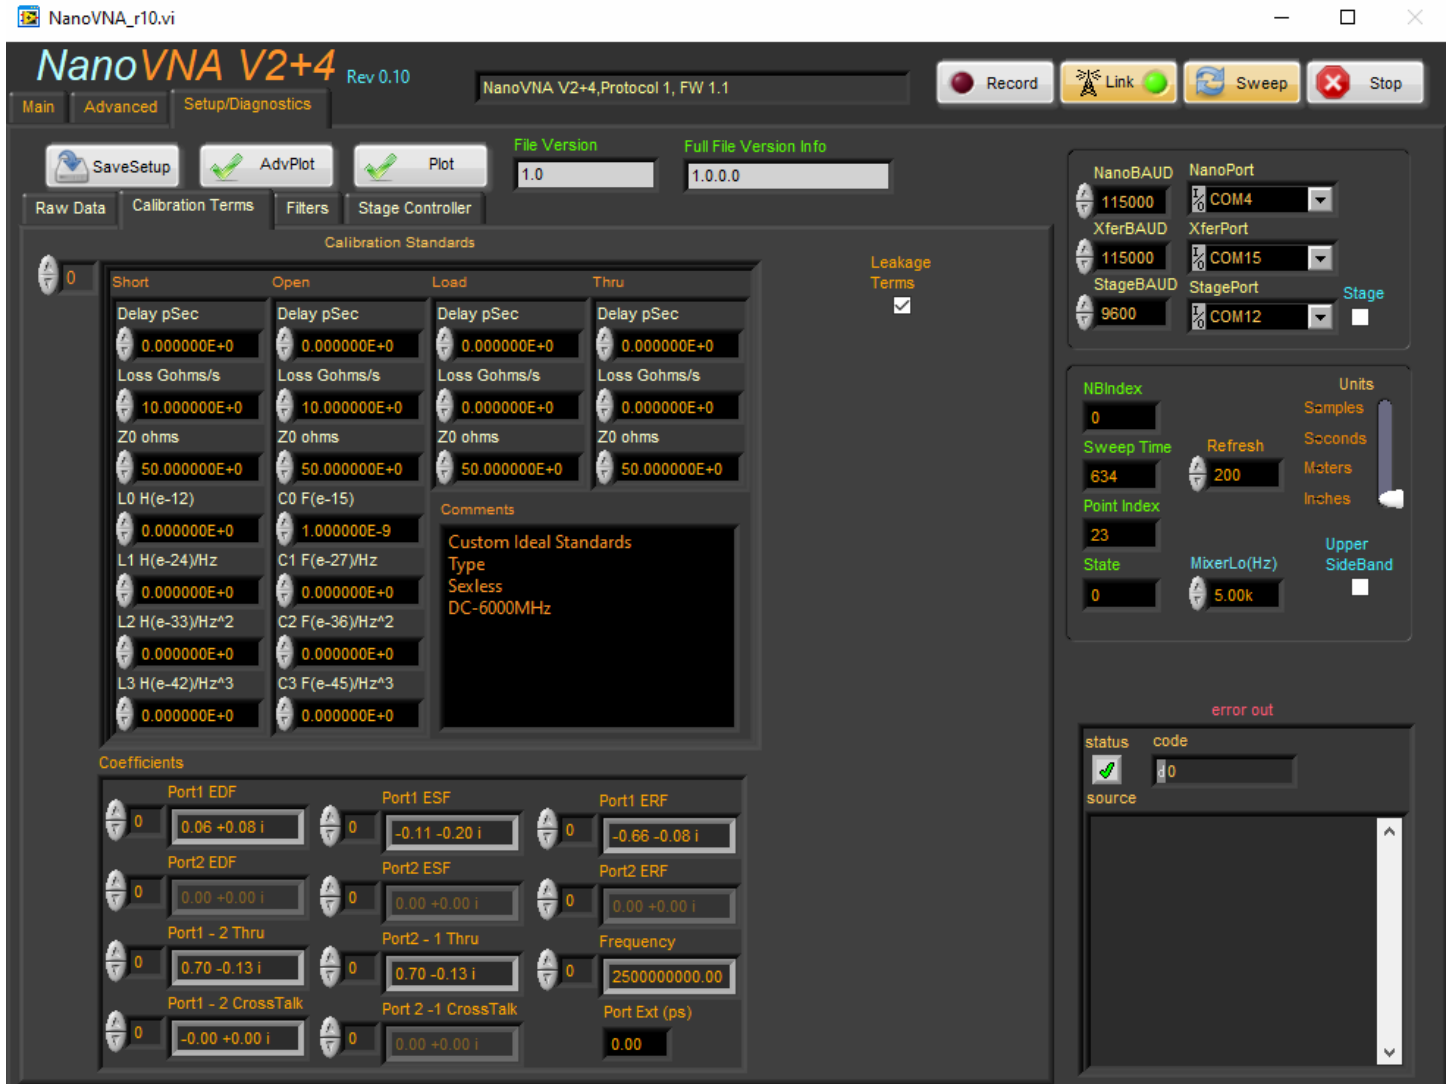 NanoVNA_r10.vi
NanoVNA V2+4 Rev 0.10
NanoVNA V2+4,Protocol 1, FW 1.1
Record Link Sweep Stop
Main Advanced Setup/Diagnostics
SaveSetup AdvPlot Plot
File Version
1.0
Full File Version Info
1.0.0.0
Raw Data Calibration Terms Filters Stage Controller
Calibration Standards
0
Short Open Load Thru
Delay pSec Delay pSec Delay pSec Delay pSec
0.000000E+0 0.000000E+0 0.000000E+0 0.000000E+0
Loss Gohms/s Loss Gohms/s Loss Gohms/s Loss Gohms/s
10.000000E+0 10.000000E+0 0.000000E+0 0.000000E+0
Z0 ohms Z0 ohms Z0 ohms Z0 ohms
50.000000E+0 50.000000E+0 50.000000E+0 50.000000E+0
L0 H(e-12) C0 F(e-15)
0.000000E+0 1.000000E-9
L1 H(e-24)/Hz C1 F(e-27)/Hz
0.000000E+0 0.000000E+0
L2 H(e-33)/Hz^2 C2 F(e-36)/Hz^2
0.000000E+0 0.000000E+0
L3 H(e-42)/Hz^3 C3 F(e-45)/Hz^3
0.000000E+0 0.000000E+0
Comments
Custom Ideal Standards
Type
Sexless
DC-6000MHz
Leakage
Terms
Coefficients
Port1 EDF Port1 ESF Port1 ERF
0 0.06 +0.08 i 0 -0.11 -0.20 i 0 -0.66 -0.08 i
Port2 EDF Port2 ESF Port2 ERF
0 0.00 +0.00 i 0 0.00 +0.00 i 0 0.00 +0.00 i
Port1 - 2 Thru Port2 - 1 Thru Frequency
0 0.70 -0.13 i 0 0.70 -0.13 i 0 2500000000.00
Port1 - 2 CrossTalk Port 2 -1 CrossTalk Port Ext (ps)
0 -0.00 +0.00 i 0 0.00 +0.00 i 0.00
NanoBAUD NanoPort
115000 I/O COM4
XferBAUD XferPort
115000 I/O COM15
StageBAUD StagePort Stage
9600 I/O COM12
NBIndex
0
Sweep Time Refresh
634 200
Point Index
23
State MixerLo(Hz)
0 5.00k
Units
Samples
Seconds
Meters
Inches
Upper
SideBand
error out
status code
d 0
source